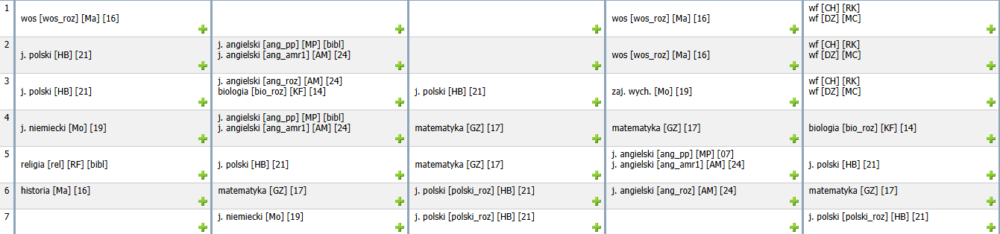 1
wos [wos_roz] [Ma] [16]
wos [wos_roz] [Ma] [16]
wf [CH] [RK]
wf [DZ] [MC]
2
j. polski [HB] [21]
j. angielski [ang_pp] [MP] [bibl]
j. angielski [ang_amr1] [AM] [24]
wos [wos_roz] [Ma] [16]
wf [CH] [RK]
wf [DZ] [MC]
3
j. polski [HB] [21]
j. angielski [ang_roz] [AM] [24]
biologia [bio_roz] [KF] [14]
j. polski [HB] [21]
zaj. wych. [Mo] [19]
wf [CH] [RK]
wf [DZ] [MC]
4
j. niemiecki [Mo] [19]
j. angielski [ang_pp] [MP] [bibl]
j. angielski [ang_amr1] [AM] [24]
matematyka [GZ] [17]
matematyka [GZ] [17]
biologia [bio_roz] [KF] [14]
5
religia [rel] [RF] [bibl]
j. polski [HB] [21]
matematyka [GZ] [17]
j. angielski [ang_pp] [MP] [07]
j. angielski [ang_amr1] [AM] [24]
j. polski [HB] [21]
6
historia [Ma] [16]
matematyka [GZ] [17]
j. polski [polski_roz] [HB] [21]
j. angielski [ang_roz] [AM] [24]
matematyka [GZ] [17]
7
j. niemiecki [Mo] [19]
j. polski [polski_roz] [HB] [21]
j. polski [polski_roz] [HB] [21]